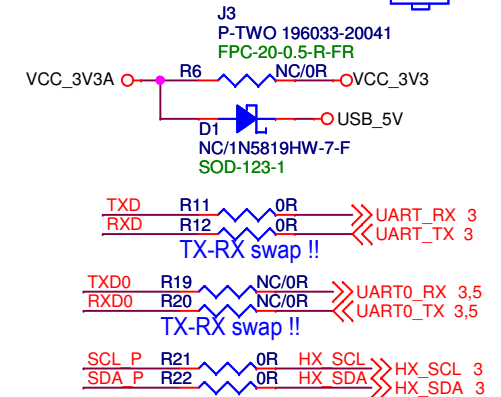 J3
P-TWO 196033-20041
FPC-20-0.5-R-FR
VCC_3V3A R6 NC/0R VCC_3V3
USB_5V
D1
NC/1N5819HW-7-F
SOD-123-1
TXD R11 0R UART_RX 3
RXD R12 0R UART_TX 3
TX-RX swap !!
TXD0 R19 NC/0R UART0_RX 3,5
RXD0 R20 NC/0R UART0_TX 3,5
TX-RX swap !!
SCL_P R21 0R HX_SCL HX_SCL 3
SDA_P R22 0R HX_SDA HX_SDA 3